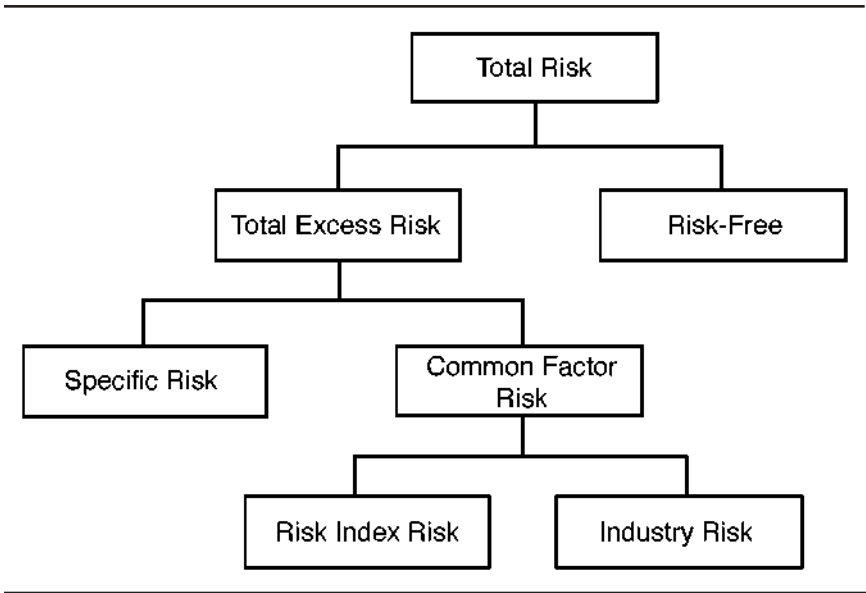 Total Risk
Total Excess Risk
Risk-Free
Specific Risk
Common Factor
Risk
Risk Index Risk
Industry Risk